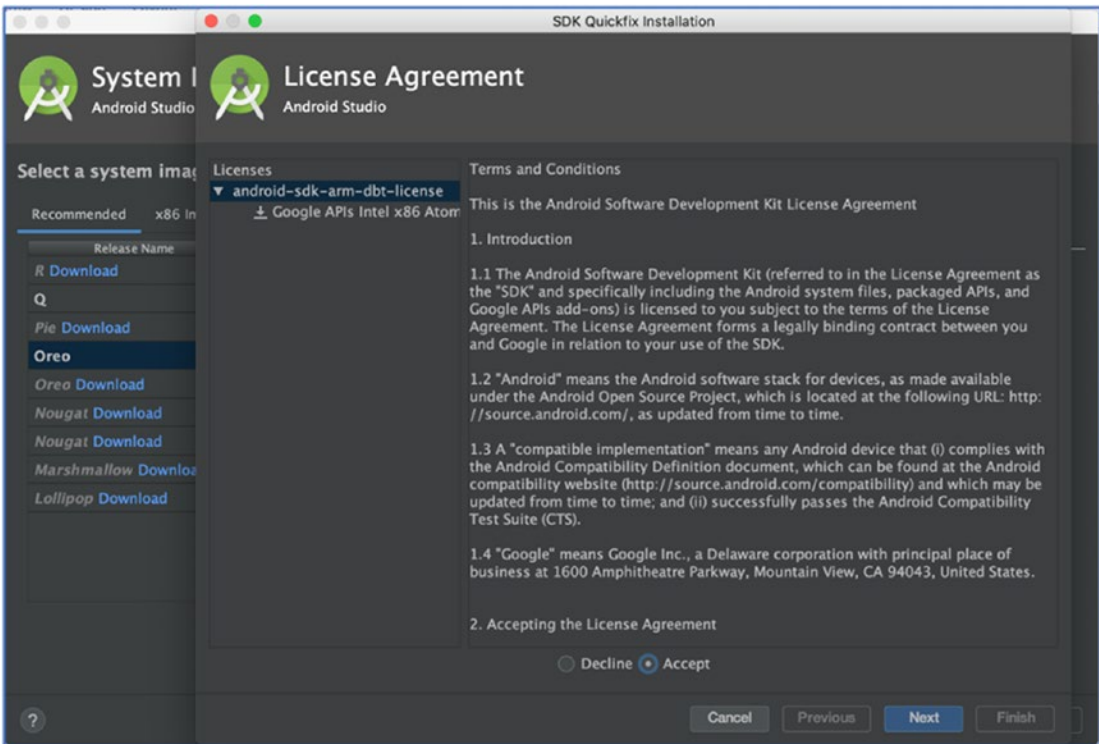 SDK Quickfix Installation
System I
Android Studio
License Agreement
Android Studio
Select a system imag
Recommended x86 In
Release Name
R Download
Q
Pie Download
Oreo
Oreo Download
Nougat Download
Nougat Download
Marshmallow Downloa
Lollipop Download
Licenses
android-sdk-arm-dbt-license
Google APIs Intel x86 Atom
Terms and Conditions
This is the Android Software Development Kit License Agreement
1. Introduction
1.1 The Android Software Development Kit (referred to in the License Agreement as
the "SDK" and specifically including the Android system files, packaged APIs, and
Google APIs add-ons) is licensed to you subject to the terms of the License
Agreement. The License Agreement forms a legally binding contract between you
and Google in relation to your use of the SDK.
1.2 "Android" means the Android software stack for devices, as made available
under the Android Open Source Project, which is located at the following URL: http:
//source.android.com/, as updated from time to time.
1.3 A "compatible implementation" means any Android device that (i) complies with
the Android Compatibility Definition document, which can be found at the Android
compatibility website (http://source.android.com/compatibility) and which may be
updated from time to time; and (ii) successfully passes the Android Compatibility
Test Suite (CTS).
1.4 "Google" means Google Inc., a Delaware corporation with principal place of
business at 1600 Amphitheatre Parkway, Mountain View, CA 94043, United States.
2. Accepting the License Agreement
Decline Accept
? Cancel Previous Next Finish